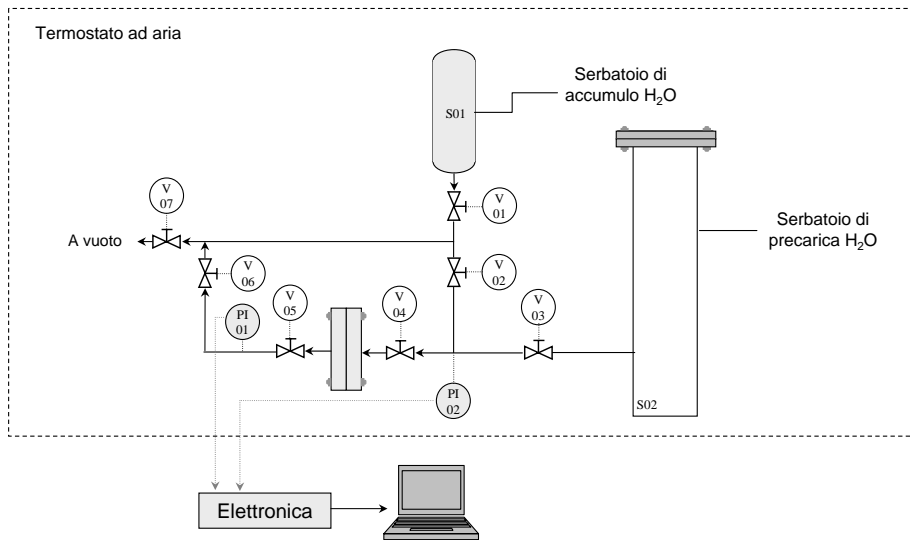 Termostato ad aria
Serbatoio di
accumulo H₂O
S01
V
07
V
01
Serbatoio di
precarica H₂O
A vuoto
V
06
V
02
V
05
V
04
V
03
PI
01
PI
02
S02
Elettronica